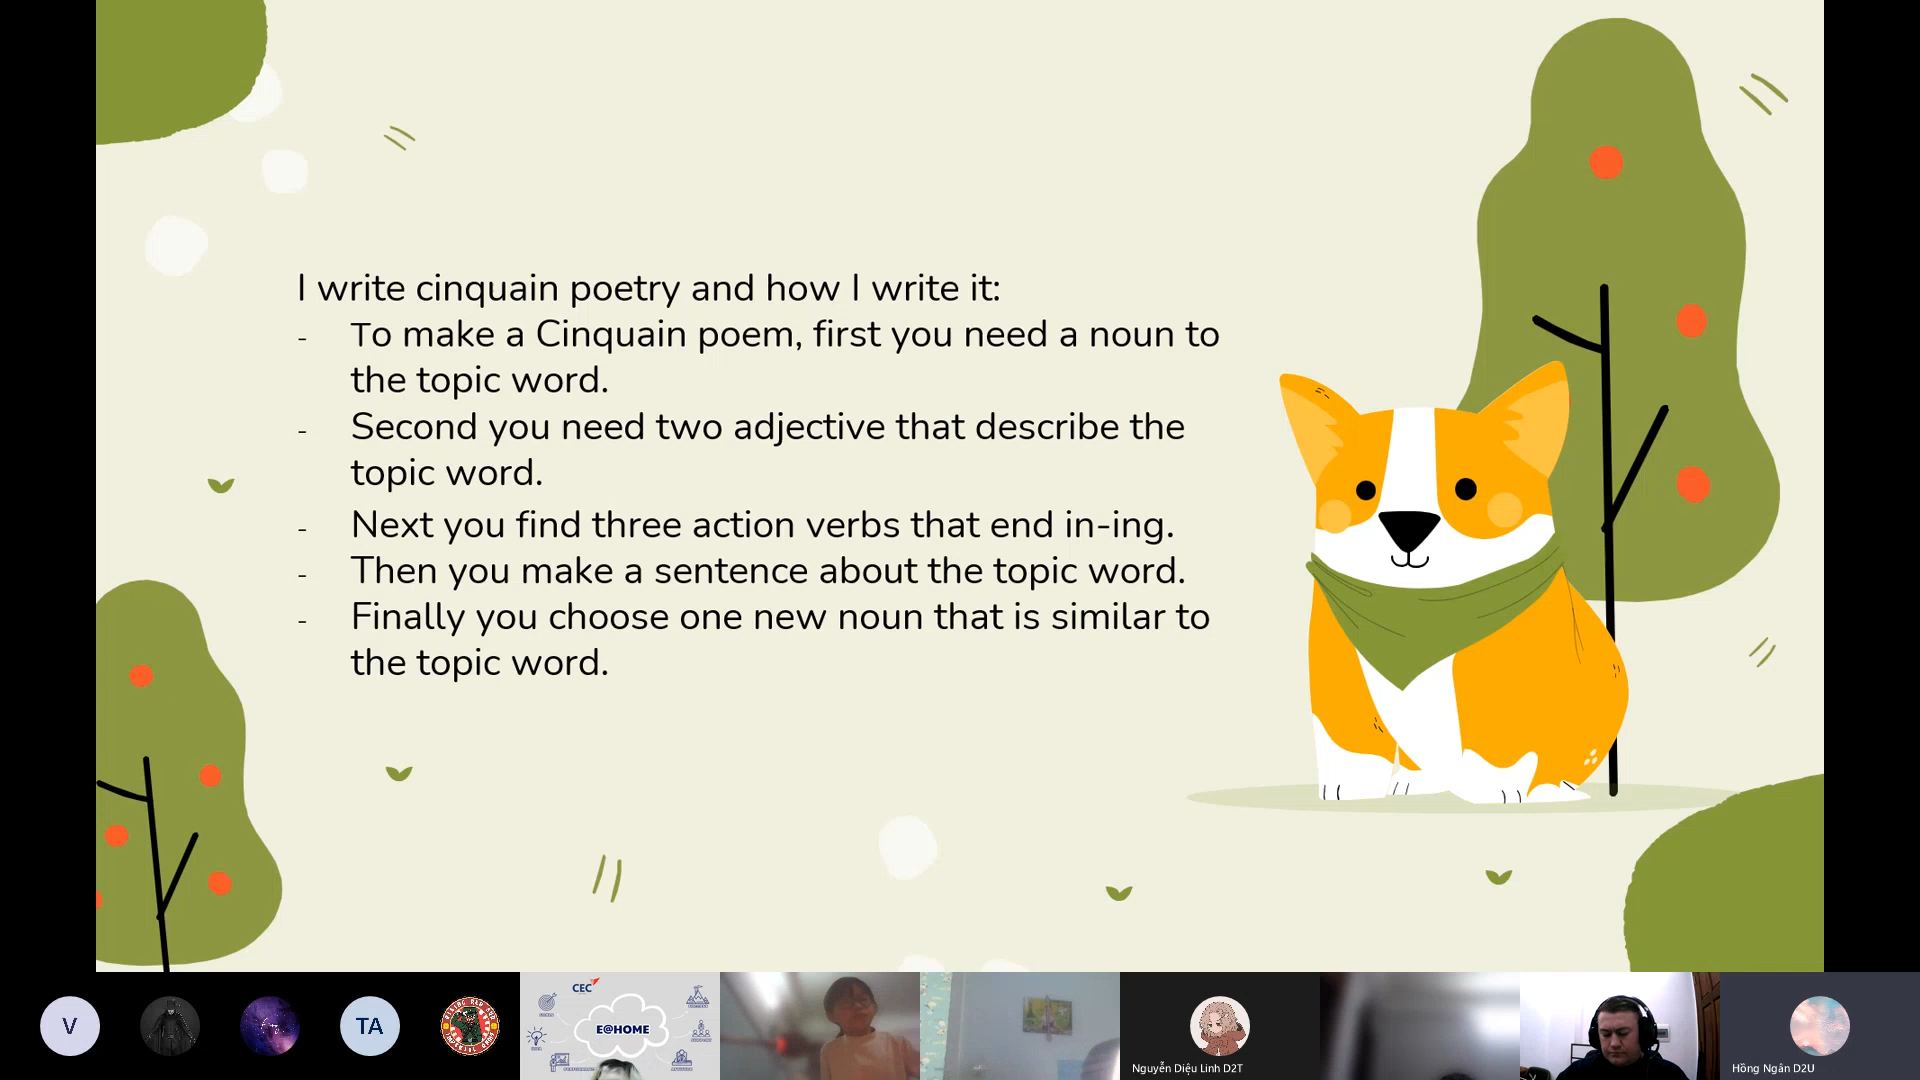 I write cinquain poetry and how I write it:
- To make a Cinquain poem, first you need a noun to
the topic word.
- Second you need two adjective that describe the
topic word.
- Next you find three action verbs that end in-ing.
- Then you make a sentence about the topic word.
- Finally you choose one new noun that is similar to
the topic word.
V
TA
CEC
E@HOME
Nguyễn Diệu Linh D2T
Hồng Ngân D2U